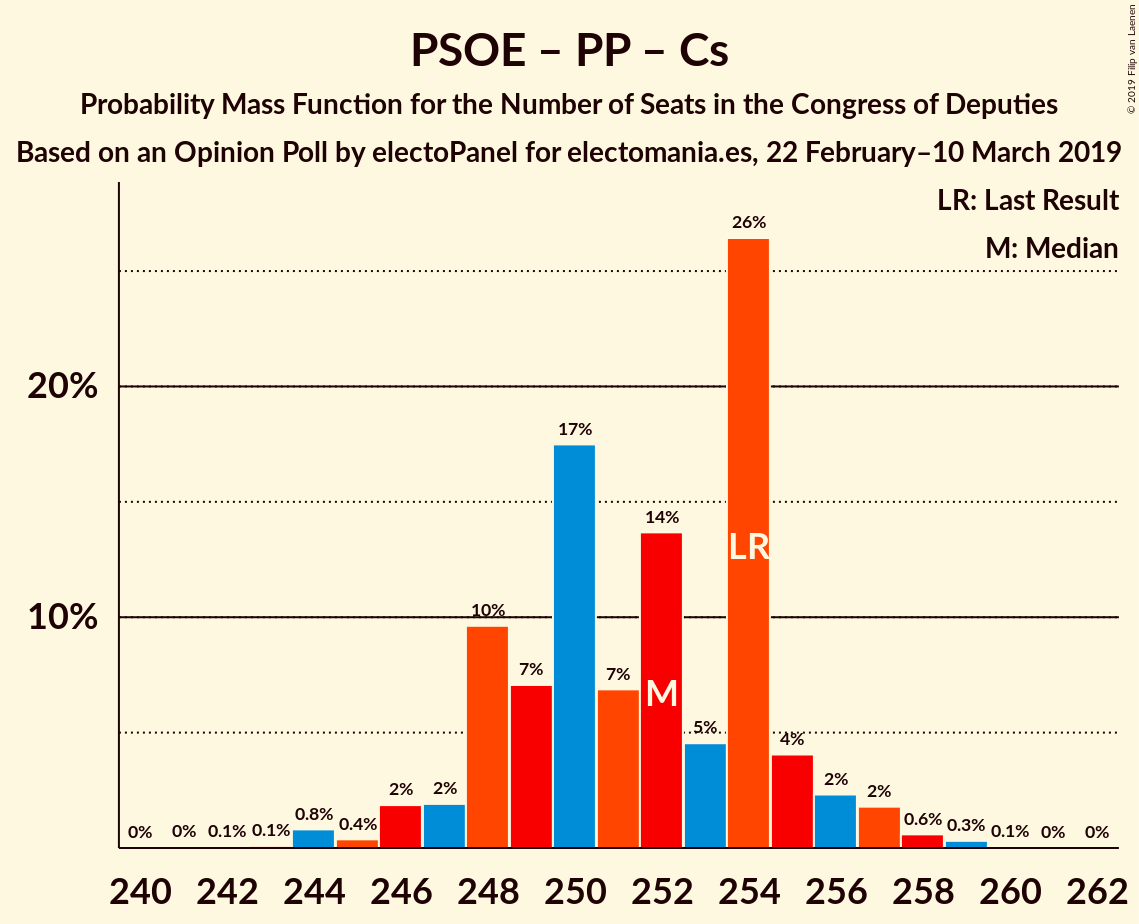 PSOE – PP – Cs
Probability Mass Function for the Number of Seats in the Congress of Deputies
Based on an Opinion Poll by electoPanel for electomania.es, 22 February–10 March 2019
© 2019 Filip van Laenen
LR: Last Result
M: Median
20%
10%
0% 0% 0.1% 0.1% 0.8% 0.4% 2% 2% 10% 7% 17% 7% 14% 5% 26% 4% 2% 2% 0.6% 0.3% 0.1% 0% 0%
LR
M
240 242 244 246 248 250 252 254 256 258 260 262